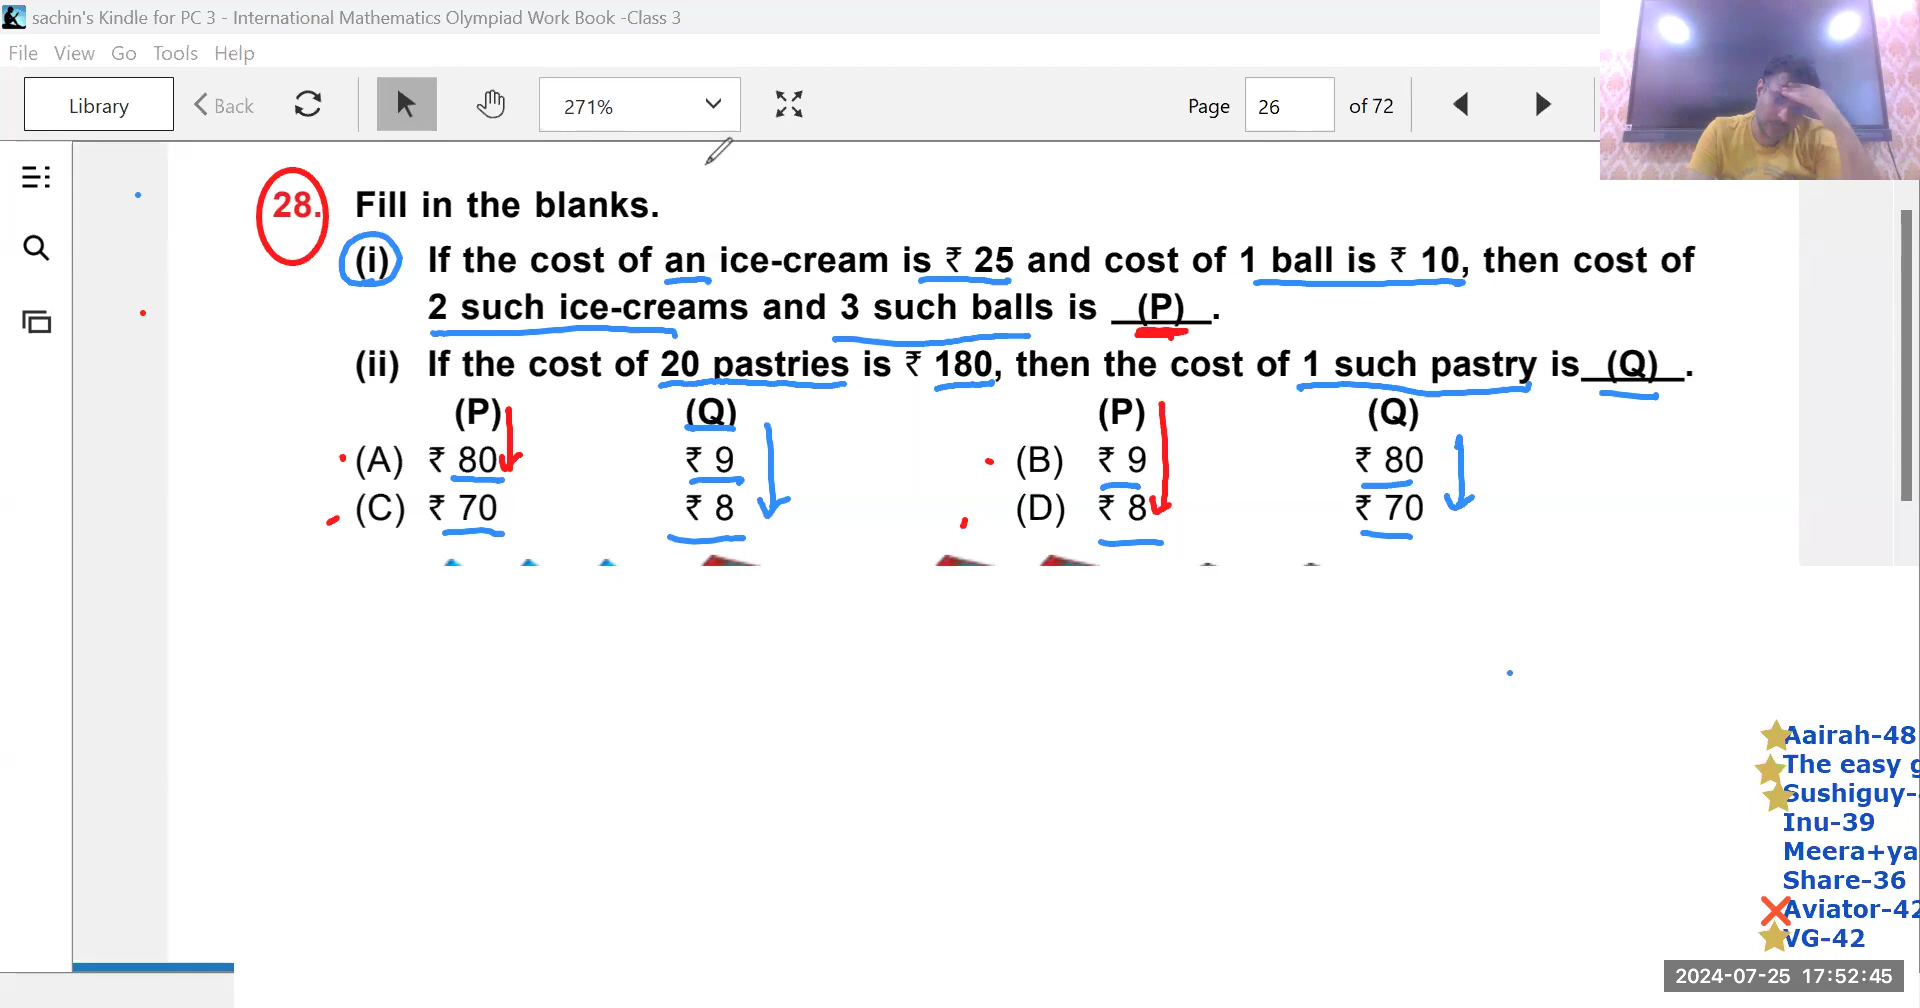 sachin's Kindle for PC 3 - International Mathematics Olympiad Work Book -Class 3
File View Go Tools Help
Library Back 271% Page 26 of 72
28. Fill in the blanks.
(i) If the cost of an ice-cream is ₹ 25 and cost of 1 ball is ₹ 10, then cost of
2 such ice-creams and 3 such balls is (P) .
(ii) If the cost of 20 pastries is ₹ 180, then the cost of 1 such pastry is (Q) .
(P) (Q) (P) (Q)
(A) ₹ 80 ₹ 9 (B) ₹ 9 ₹ 80
(C) ₹ 70 ₹ 8 (D) ₹ 8 ₹ 70
Aairah-48
The easy g
Sushiguy-
Inu-39
Meera+ya
Share-36
Aviator-42
VG-42
2024-07-25 17:52:45